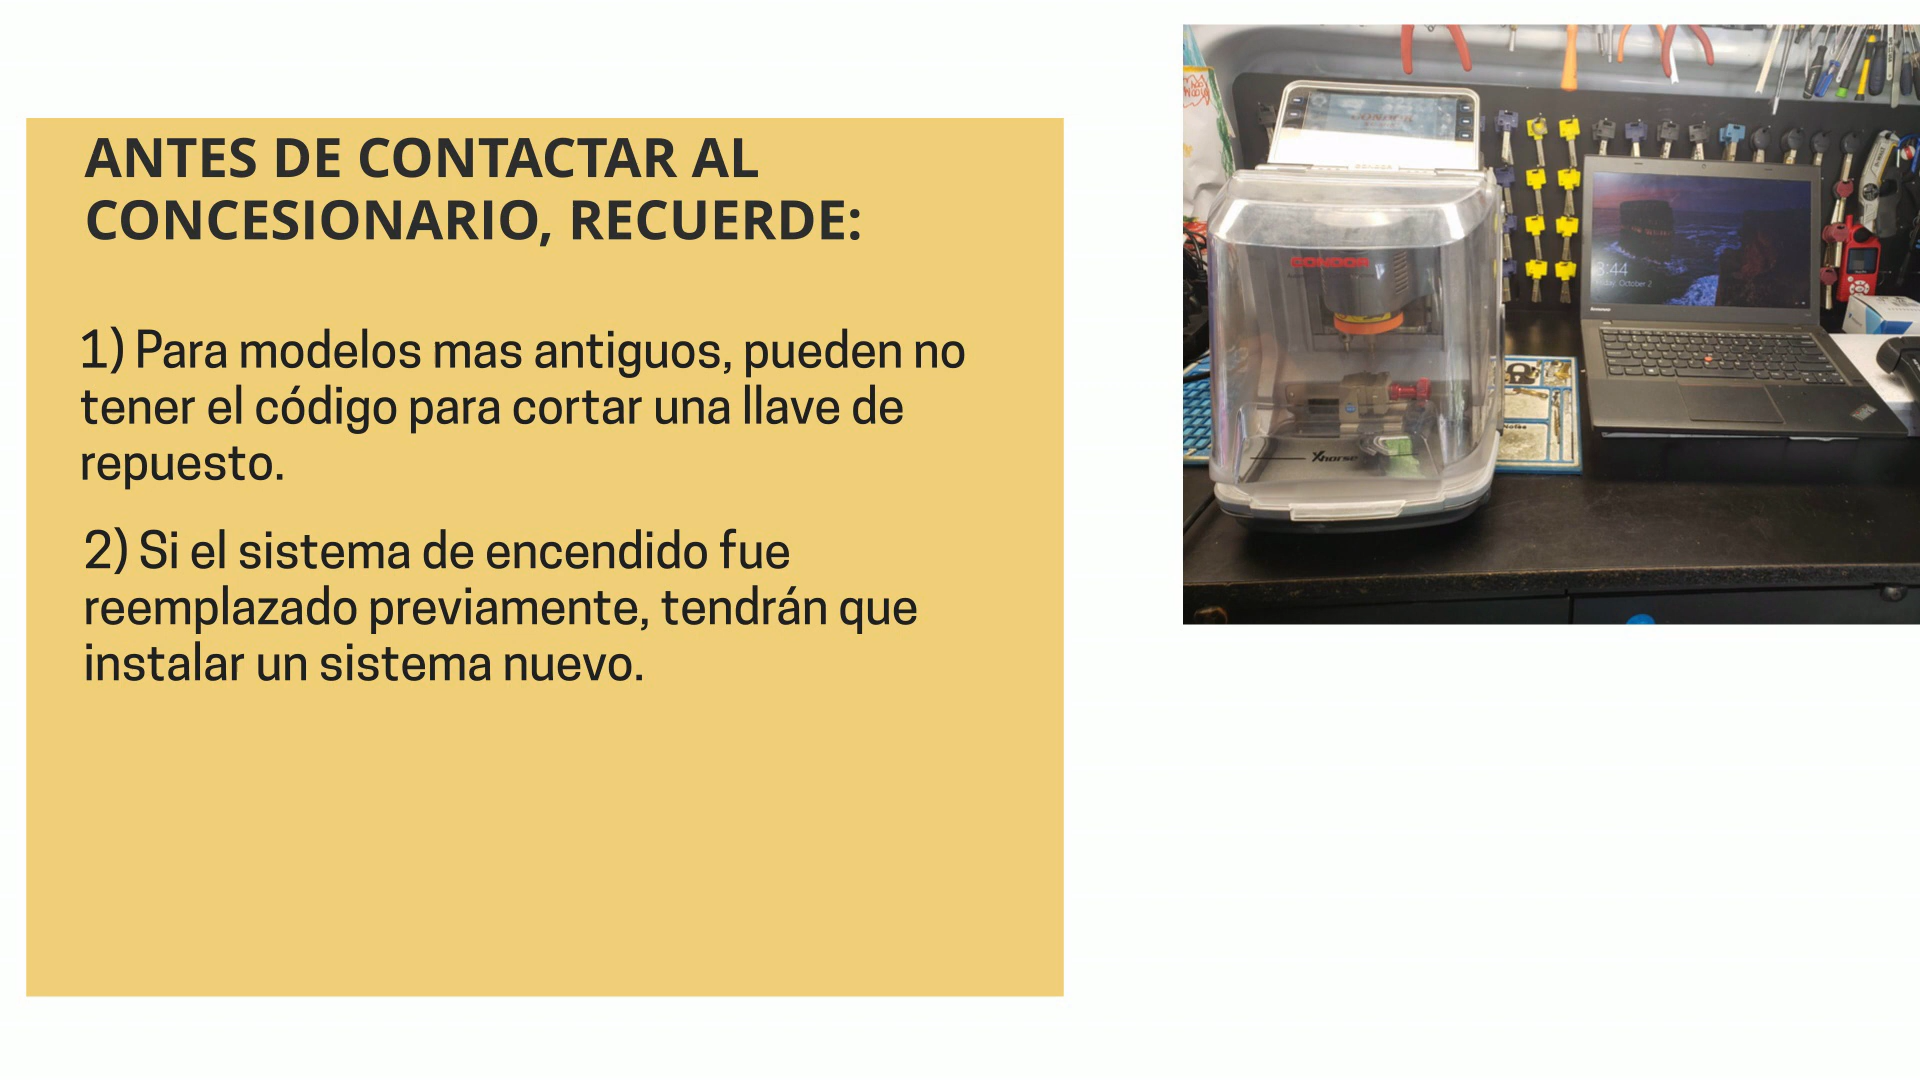 ANTES DE CONTACTAR AL
CONCESIONARIO, RECUERDE:
1) Para modelos mas antiguos, pueden no
tener el código para cortar una llave de
repuesto.
2) Si el sistema de encendido fue
reemplazado previamente, tendrán que
instalar un sistema nuevo.
CONDOR
CONDOR
Xhorse